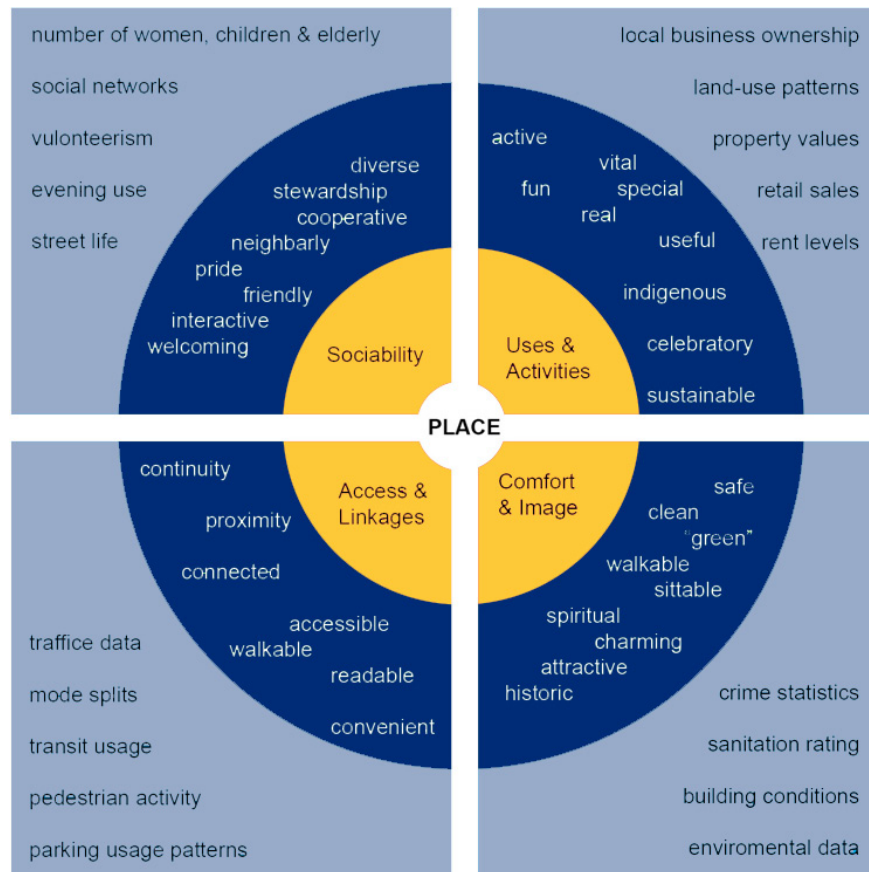 number of women, children & elderly
social networks
vulonteerism
evening use
street life
diverse
stewardship
cooperative
neighbarly
pride
friendly
interactive
welcoming
Sociability
local business ownership
land-use patterns
property values
retail sales
rent levels
active
vital
fun
special
real
useful
indigenous
celebratory
sustainable
Uses &
Activities
PLACE
continuity
proximity
connected
accessible
walkable
readable
convenient
Access &
Linkages
traffice data
mode splits
transit usage
pedestrian activity
parking usage patterns
Comfort
& Image
safe
clean
"green"
walkable
sittable
spiritual
charming
attractive
historic
crime statistics
sanitation rating
building conditions
enviromental data